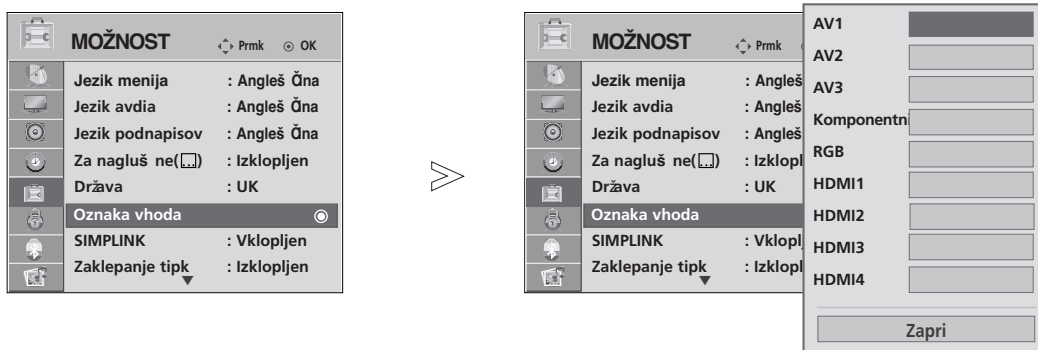 MOŽNOST Prmk OK
Jezik menija : Angleš Čna
Jezik avdia : Angleš Čna
Jezik podnapisov : Angleš Čna
Za nagluš ne(...) : Izklopljen
Država : UK
Oznaka vhoda
SIMPLINK : Vklopljen
Zaklepanje tipk : Izklopljen
>
MOŽNOST Prmk
Jezik menija : Angleš
Jezik avdia : Angleš
Jezik podnapisov : Angleš
Za nagluš ne(...) : Izklopl
Država : UK
Oznaka vhoda
SIMPLINK : Vklopl
Zaklepanje tipk : Izklopl
AV1
AV2
AV3
Komponentni
RGB
HDMI1
HDMI2
HDMI3
HDMI4
Zapri